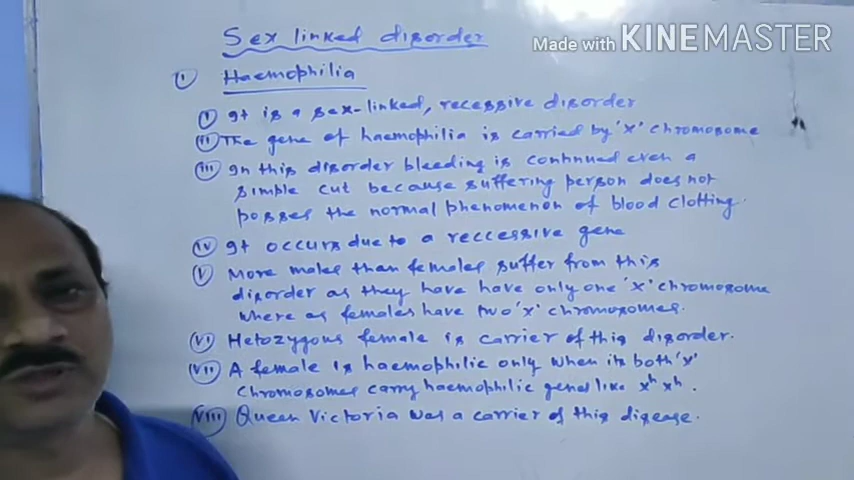 Sex linked disorder
Made with KINEMASTER
(i) Haemophilia
(i) It is a sex-linked, recessive disorder
(ii) The gene of haemophilia is carried by 'x' chromosome
(iii) In this disorder bleeding is continued even a
simple cut because suffering person does not
posses the normal phenomenon of blood clotting.
(iv) It occurs due to a reccessive gene
(v) More males than females suffer from this
disorder as they have have only one 'x' chromosome
where as females have two 'x' chromosomes.
(vi) Hetozygous female is carrier of this disorder.
(vii) A female is haemophilic only when its both 'x'
chromosomes carry haemophilic genes like xʰ xʰ.
(viii) Queen Victoria was a carrier of this disease.